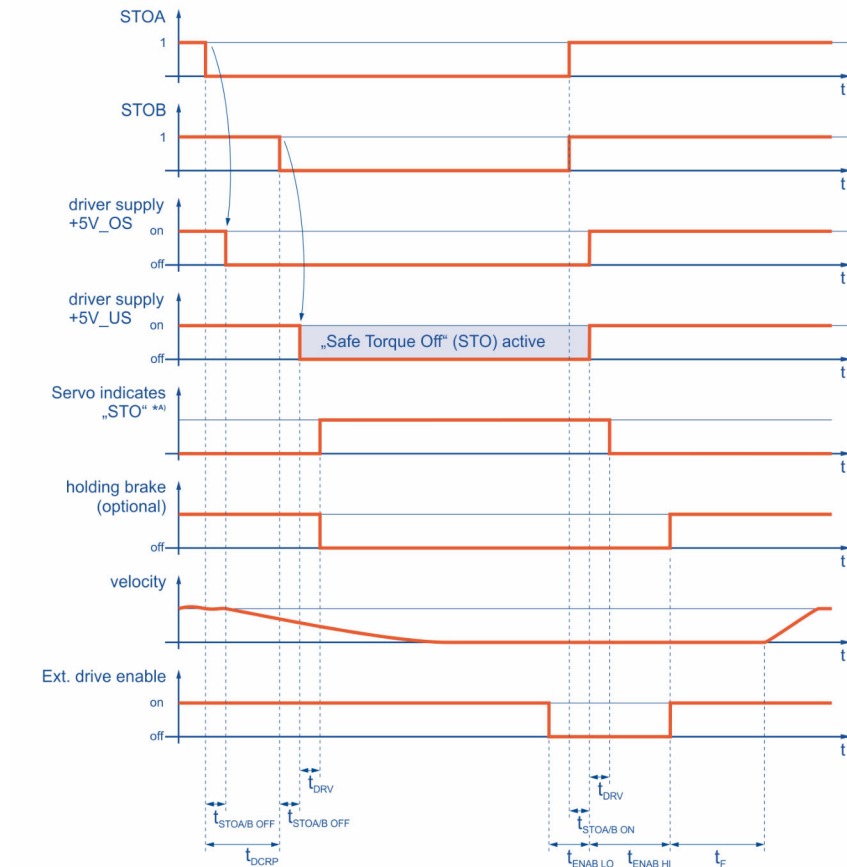 STOA
1
t
STOB
1
t
driver supply
+5V_OS
on
off
t
driver supply
+5V_US
on
off
„Safe Torque Off“ (STO) active
t
Servo indicates
„STO“ *ᴬ⁾
t
holding brake
(optional)
off
t
velocity
t
Ext. drive enable
on
off
t
tDRV
tDRV
tSTOA/B OFF
tSTOA/B OFF
tSTOA/B ON
tDCRP
tENAB LO
tENAB HI
tF